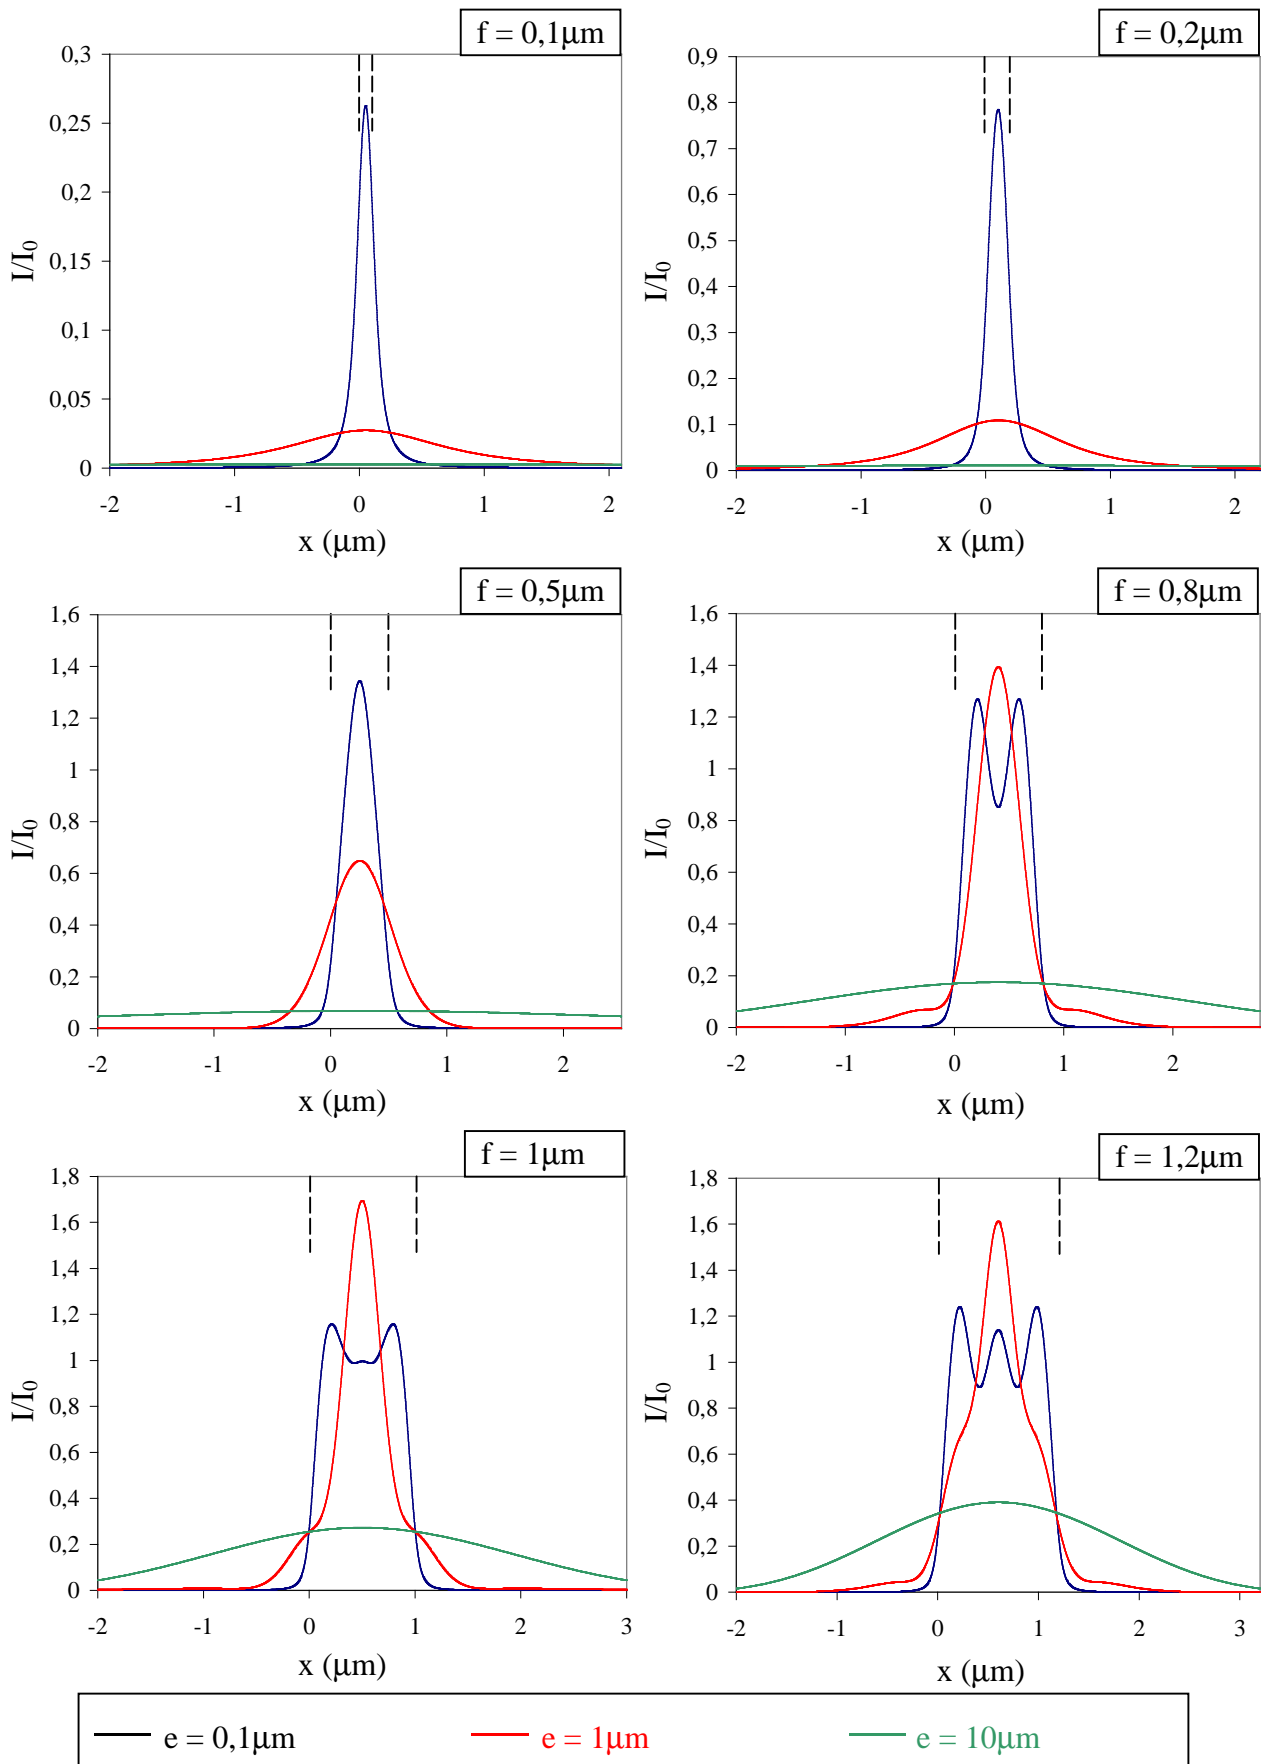 f = 0,1µm
0,3
0,25
0,2
0,15
0,1
0,05
0
I/I0
-2 -1 0 1 2
x (µm)
f = 0,2µm
0,9
0,8
0,7
0,6
0,5
0,4
0,3
0,2
0,1
0
I/I0
-2 -1 0 1 2
x (µm)
f = 0,5µm
1,6
1,4
1,2
1
0,8
0,6
0,4
0,2
0
I/I0
-2 -1 0 1 2
x (µm)
f = 0,8µm
1,6
1,4
1,2
1
0,8
0,6
0,4
0,2
0
I/I0
-2 -1 0 1 2
x (µm)
f = 1µm
1,8
1,6
1,4
1,2
1
0,8
0,6
0,4
0,2
0
I/I0
-2 -1 0 1 2 3
x (µm)
f = 1,2µm
1,8
1,6
1,4
1,2
1
0,8
0,6
0,4
0,2
0
I/I0
-2 -1 0 1 2 3
x (µm)
e = 0,1µm e = 1µm e = 10µm